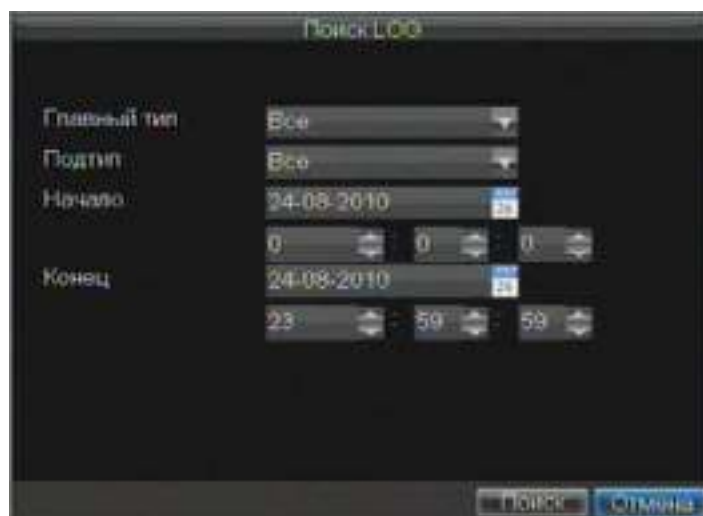 Поиск LOG
Главный тип Все
Подтип Все
Начало 24-08-2010
0 : 0 : 0
Конец 24-08-2010
23 : 59 : 59
Поиск Отмена